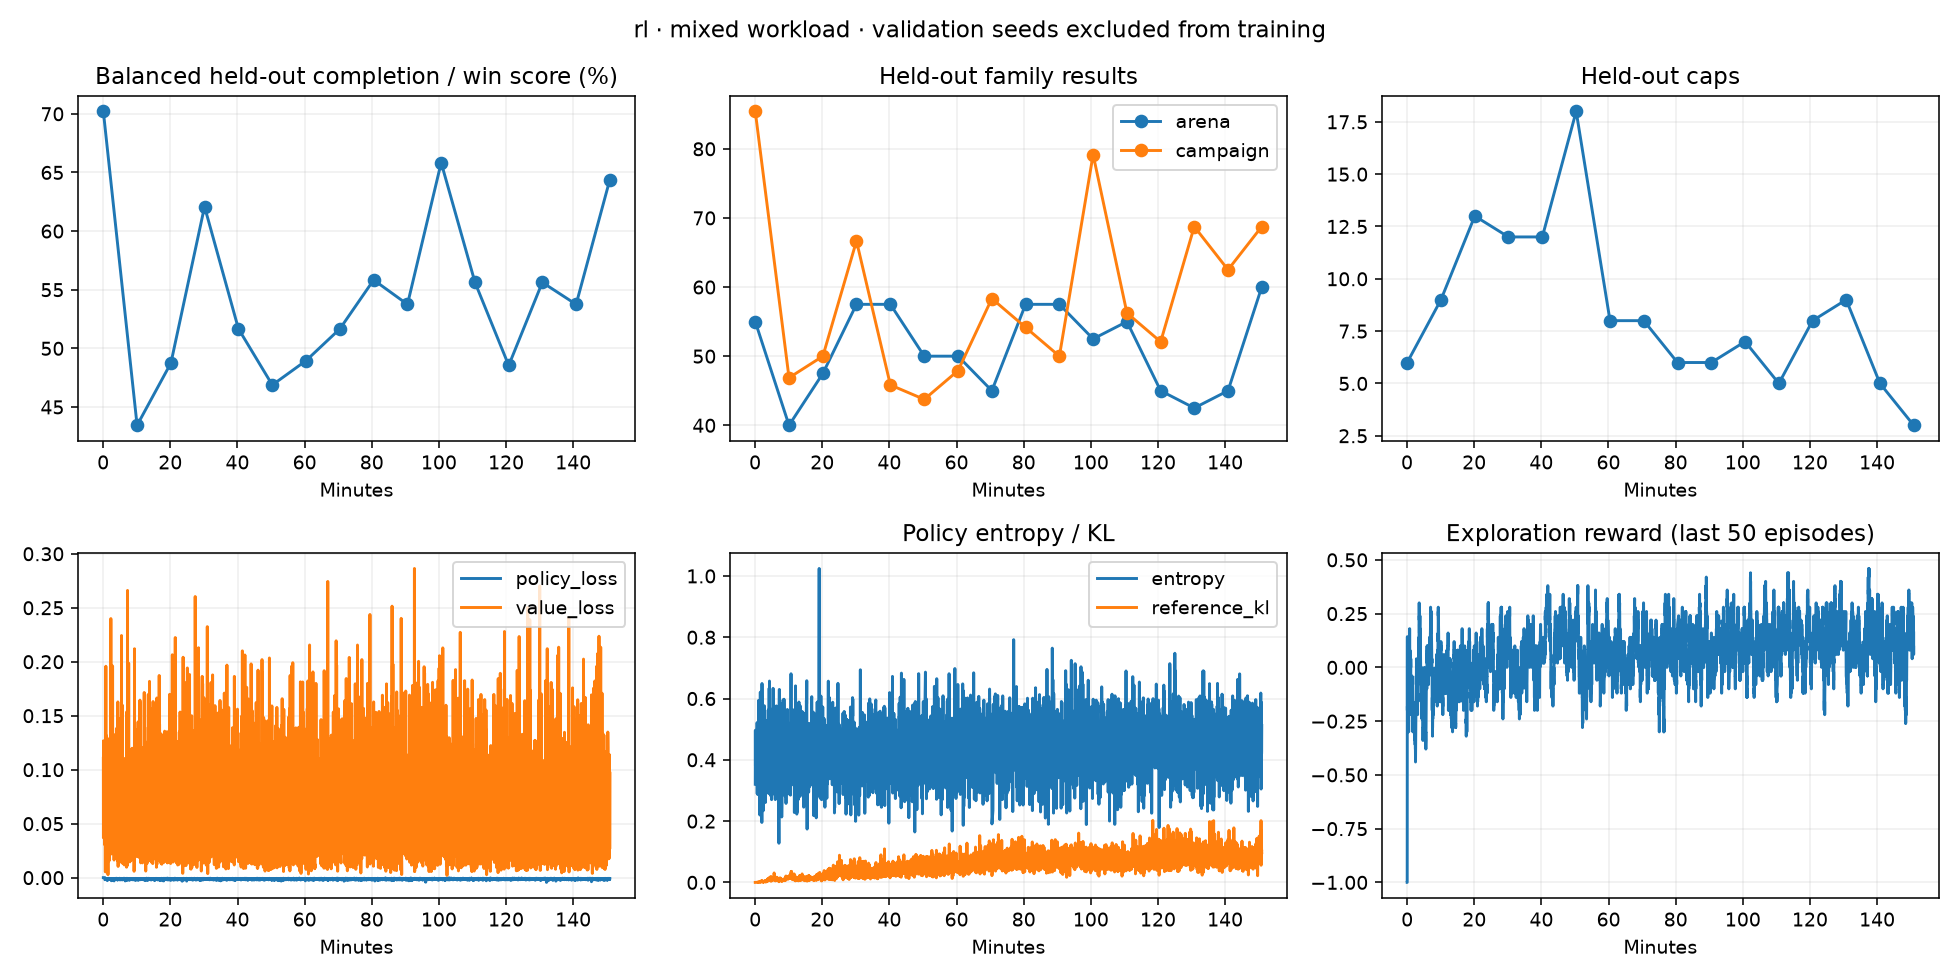 rl · mixed workload · validation seeds excluded from training
Balanced held-out completion / win score (%)
70
65
60
55
50
45
0 20 40 60 80 100 120 140
Minutes
Held-out family results
arena
campaign
80
70
60
50
40
0 20 40 60 80 100 120 140
Minutes
Held-out caps
17.5
15.0
12.5
10.0
7.5
5.0
2.5
0 20 40 60 80 100 120 140
Minutes
policy_loss
value_loss
0.30
0.25
0.20
0.15
0.10
0.05
0.00
0 20 40 60 80 100 120 140
Minutes
Policy entropy / KL
entropy
reference_kl
1.0
0.8
0.6
0.4
0.2
0.0
0 20 40 60 80 100 120 140
Minutes
Exploration reward (last 50 episodes)
0.50
0.25
0.00
−0.25
−0.50
−0.75
−1.00
0 20 40 60 80 100 120 140
Minutes